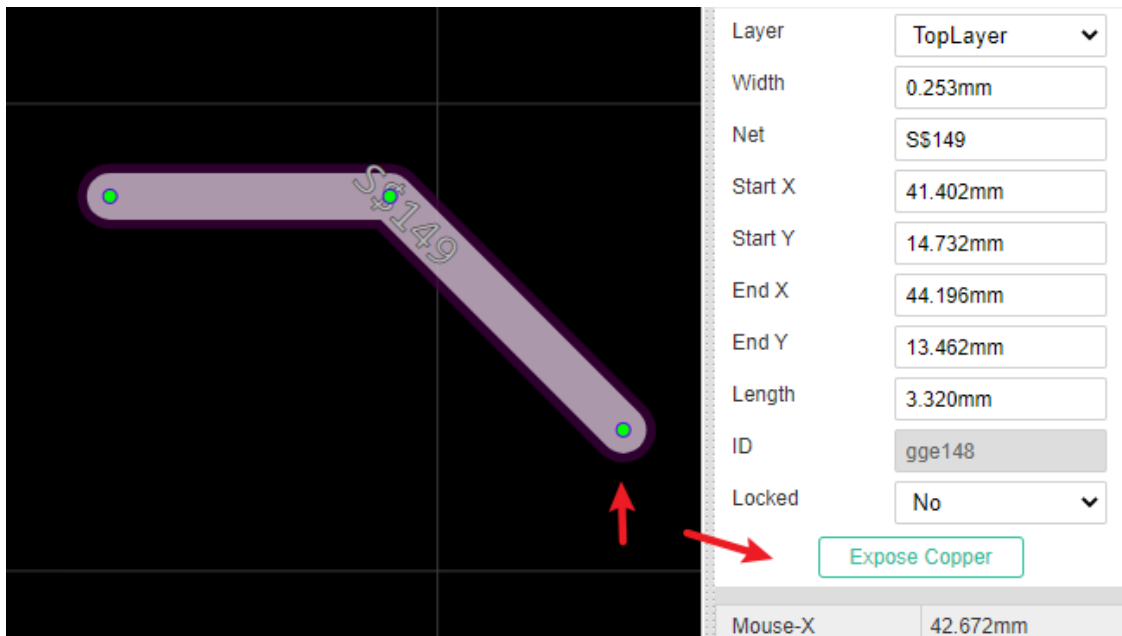 S$149
Layer TopLayer
Width 0.253mm
Net S$149
Start X 41.402mm
Start Y 14.732mm
End X 44.196mm
End Y 13.462mm
Length 3.320mm
ID gge148
Locked No
Expose Copper
Mouse-X 42.672mm